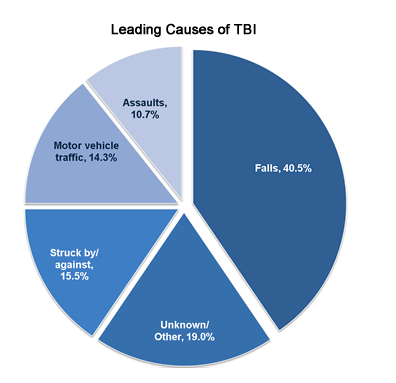 Leading Causes of TBI
Assaults,
10.7%
Motor vehicle
traffic, 14.3%
Falls, 40.5%
Struck by/
against,
15.5%
Unknown/
Other, 19.0%